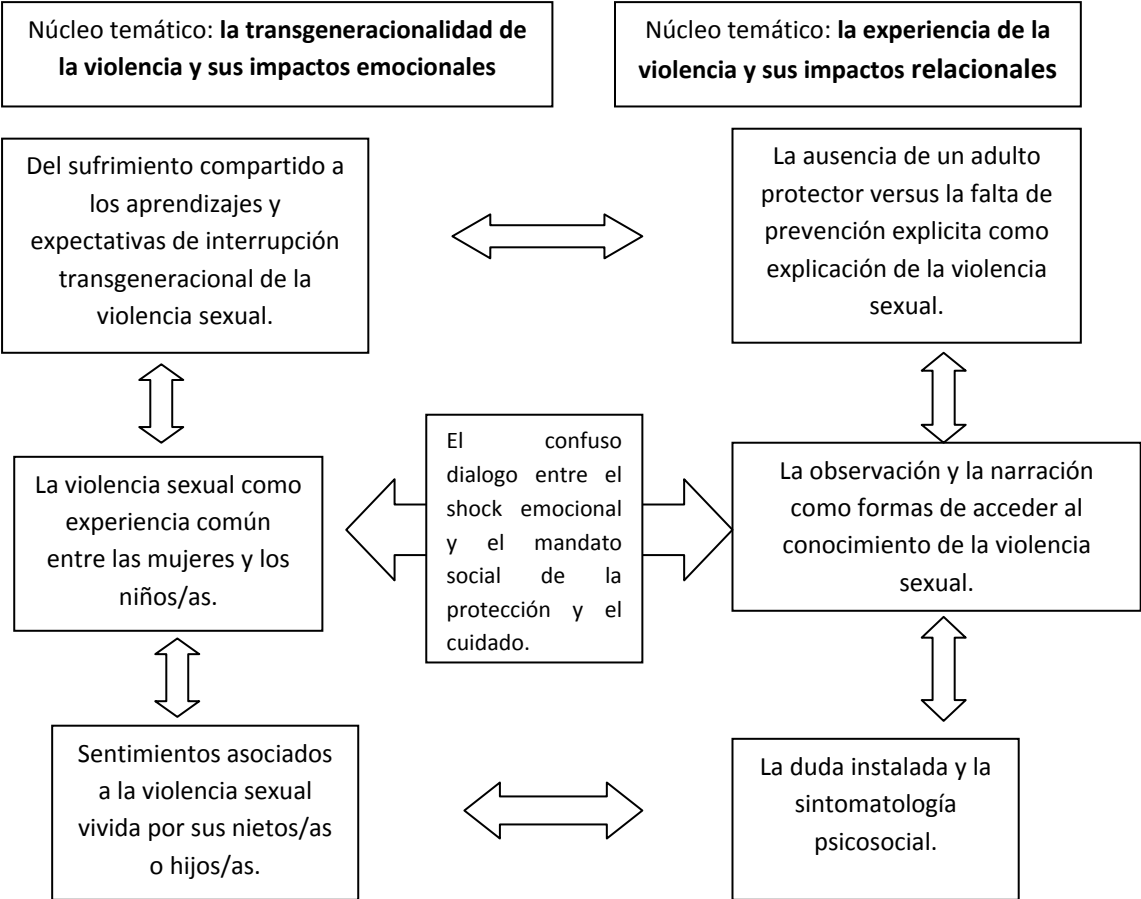 Núcleo temático: la transgeneracionalidad de
la violencia y sus impactos emocionales
Núcleo temático: la experiencia de la
violencia y sus impactos relacionales
Del sufrimiento compartido a
los aprendizajes y
expectativas de interrupción
transgeneracional de la
violencia sexual.
La ausencia de un adulto
protector versus la falta de
prevención explicita como
explicación de la violencia
sexual.
La violencia sexual como
experiencia común
entre las mujeres y los
niños/as.
El confuso
dialogo entre el
shock emocional
y el mandato
social de la
protección y el
cuidado.
La observación y la narración
como formas de acceder al
conocimiento de la violencia
sexual.
Sentimientos asociados
a la violencia sexual
vivida por sus nietos/as
o hijos/as.
La duda instalada y la
sintomatología
psicosocial.